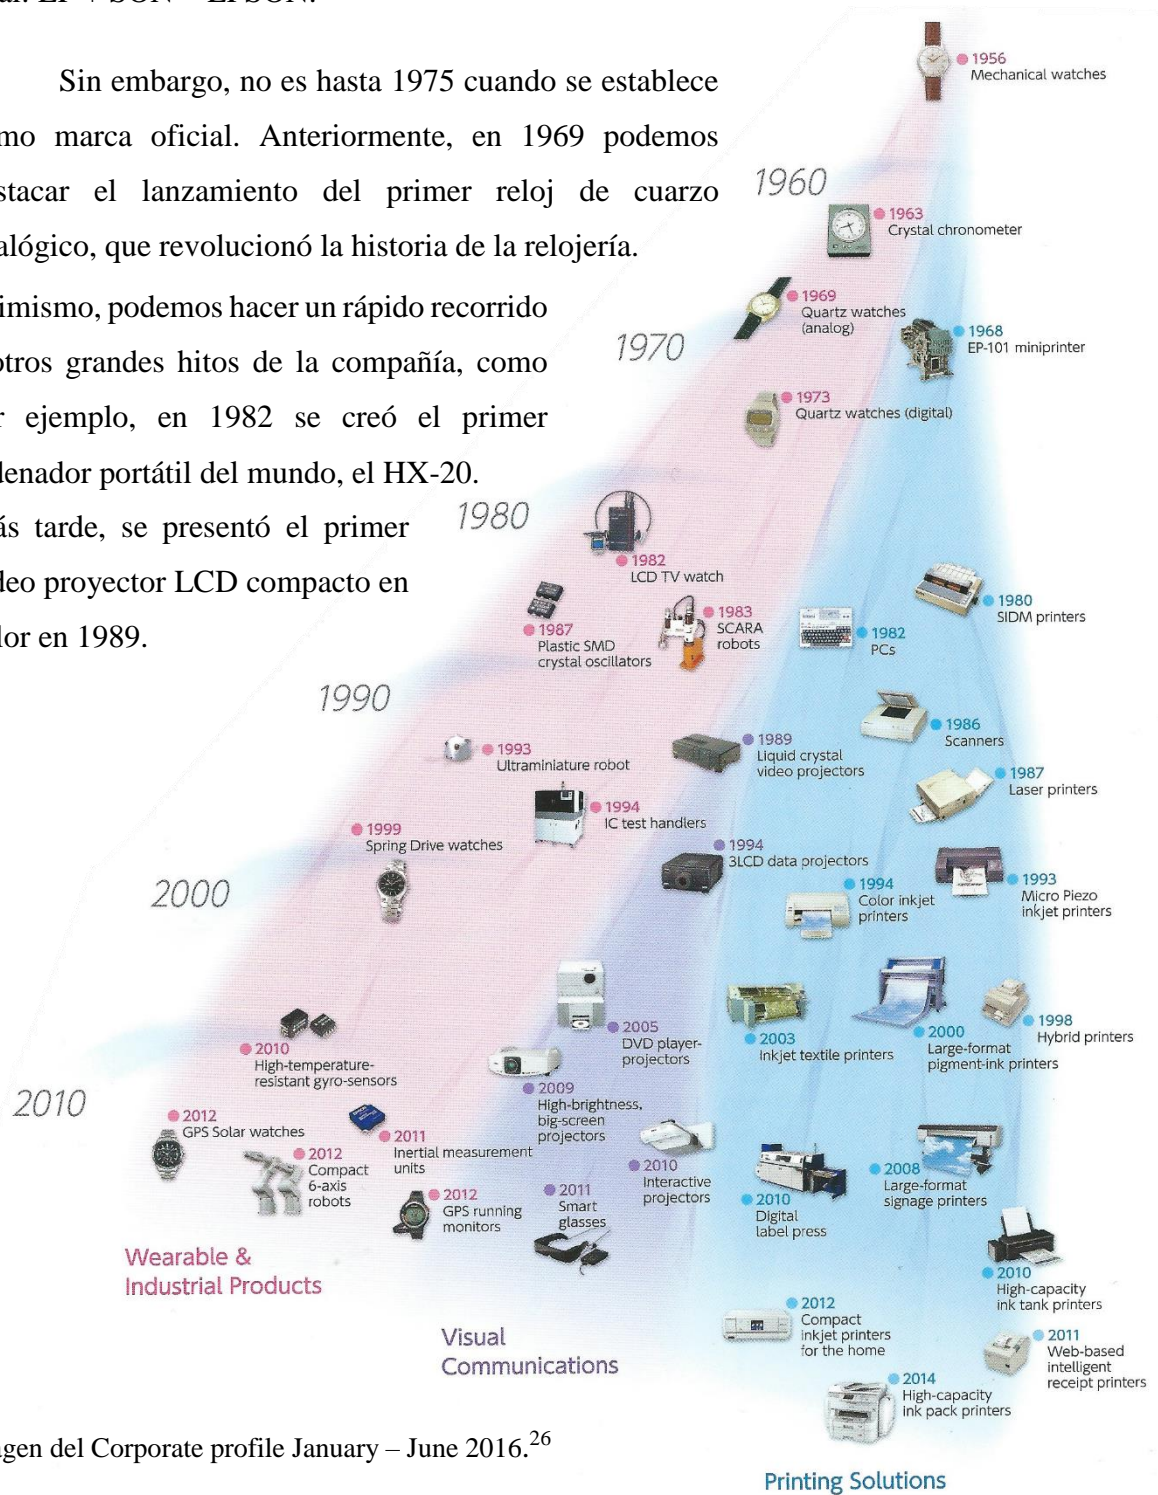 EP + SON = EPSON.
Sin embargo, no es hasta 1975 cuando se establece
marca oficial. Anteriormente, en 1969 podemos
el lanzamiento del primer reloj de cuarzo
que revolucionó la historia de la relojería.
podemos hacer un rápido recorrido
otros grandes hitos de la compañía, como
ejemplo, en 1982 se creó el primer
portátil del mundo, el HX-20.
tarde, se presentó el primer
proyector LCD compacto en
en 1989.
1956
Mechanical watches
1960
1963
Crystal chronometer
1969
Quartz watches
(analog)
1968
EP-101 miniprinter
1970
1973
Quartz watches (digital)
1980
1982
LCD TV watch
1980
SIDM printers
1983
SCARA
robots
1987
Plastic SMD
crystal oscillators
1982
PCs
1990
1986
Scanners
1993
Ultraminiature robot
1989
Liquid crystal
video projectors
1987
Laser printers
1994
IC test handlers
1999
Spring Drive watches
1994
3LCD data projectors
2000
1994
Color inkjet
printers
1993
Micro Piezo
inkjet printers
2005
DVD player-
projectors
2003
Inkjet textile printers
2000
Large-format
pigment-ink printers
1998
Hybrid printers
2010
High-temperature-
resistant gyro-sensors
2009
High-brightness,
big-screen
projectors
2010
2012
GPS Solar watches
2011
Inertial measurement
units
2012
Compact
6-axis
robots
2012
GPS running
monitors
2011
Smart
glasses
2010
Interactive
projectors
2010
Digital
label press
2008
Large-format
signage printers
Wearable &
Industrial Products
2010
High-capacity
ink tank printers
2012
Compact
inkjet printers
for the home
Visual
Communications
2011
Web-based
intelligent
receipt printers
2014
High-capacity
ink pack printers
del Corporate profile January – June 2016.26
Printing Solutions